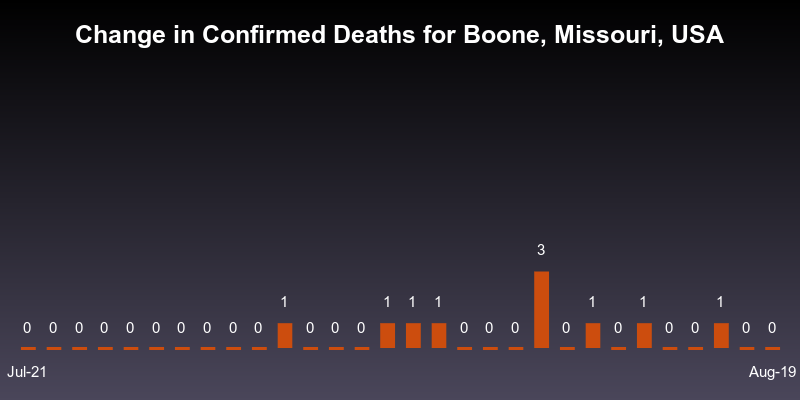 Change in Confirmed Deaths for Boone, Missouri, USA
3
1 1 1 1 1 1 1
0 0 0 0 0 0 0 0 0 0 0 0 0 0 0 0 0 0 0 0 0 0
Jul-21 Aug-19